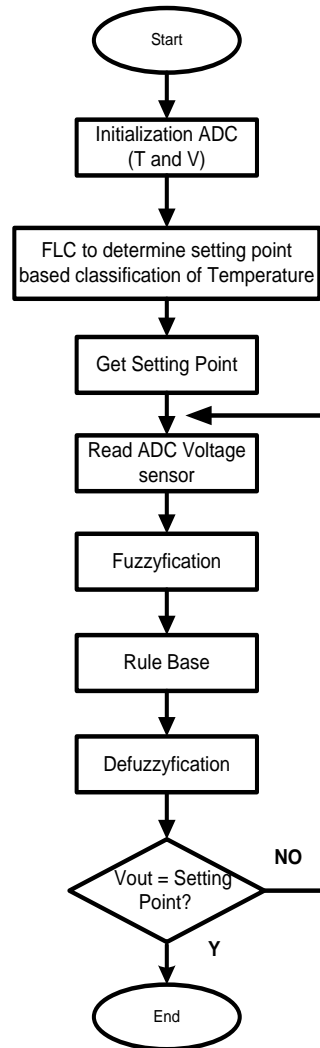 Start
Initialization ADC
(T and V)
FLC to determine setting point
based classification of Temperature
Get Setting Point
Read ADC Voltage
sensor
Fuzzyfication
Rule Base
Defuzzyfication
Vout = Setting
Point?
NO
Y
End